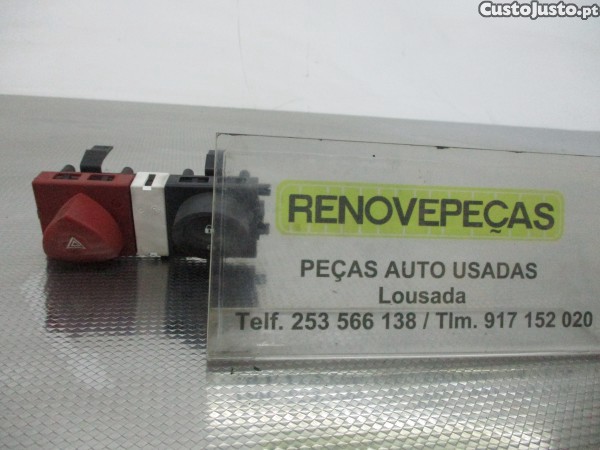 CustoJusto.pt
RENOVEPEÇAS
PEÇAS AUTO USADAS
Lousada
Telf. 253 566 138 / Tlm. 917 152 020